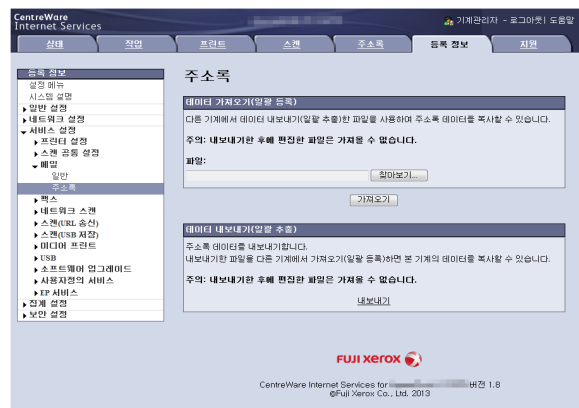 CentreWare
Internet Services
기계관리자 - 로그아웃| 도움말
상태
작업
프린트
스캔
주소록
등록 정보
지원
등록 정보
설정 메뉴
시스템 설명
일반 설정
네트워크 설정
서비스 설정
프린터 설정
스캔 공통 설정
메일
일반
주소록
팩스
네트워크 스캔
스캔(URL 송신)
스캔(USB 저장)
미디어 프린트
USB
소프트웨어 업그레이드
사용자정의 서비스
EP 서비스
집계 설정
보안 설정
주소록
데이터 가져오기(일괄 등록)
다른 기계에서 데이터 내보내기(일괄 추출)한 파일을 사용하여 주소록 데이터를 복사할 수 있습니다.
주의: 내보내기한 후에 편집한 파일은 가져올 수 없습니다.
파일:
찾아보기...
가져오기
데이터 내보내기(일괄 추출)
주소록 데이터를 내보내기합니다.
내보내기한 파일을 다른 기계에서 가져오기(일괄 등록)하면 본 기계의 데이터를 복사할 수 있습니다.
주의: 내보내기한 후에 편집한 파일은 가져올 수 없습니다.
내보내기
FUJI XEROX
CentreWare Internet Services for 버전 1.8
©Fuji Xerox Co., Ltd. 2013